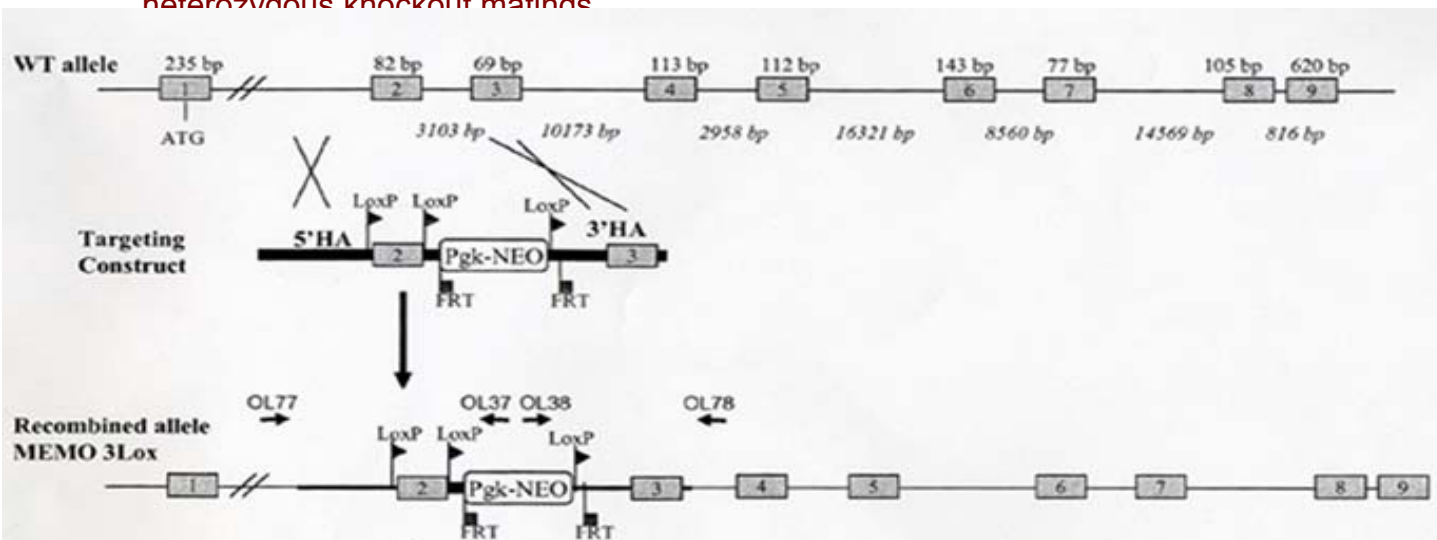 heterozygous knockout matings
WT allele
235 bp 82 bp 69 bp 113 bp 112 bp 143 bp 77 bp 105 bp 620 bp
1 2 3 4 5 6 7 8 9
ATG
3103 bp 10173 bp 2958 bp 16321 bp 8560 bp 14569 bp 816 bp
LoxP LoxP LoxP
5'HA 3'HA
Targeting
Construct
2 Pgk-NEO 3
FRT FRT
OL77 OL37 OL38 OL78
Recombined allele
MEMO 3Lox
LoxP LoxP LoxP
1 2 Pgk-NEO 3 4 5 6 7 8 9
FRT FRT